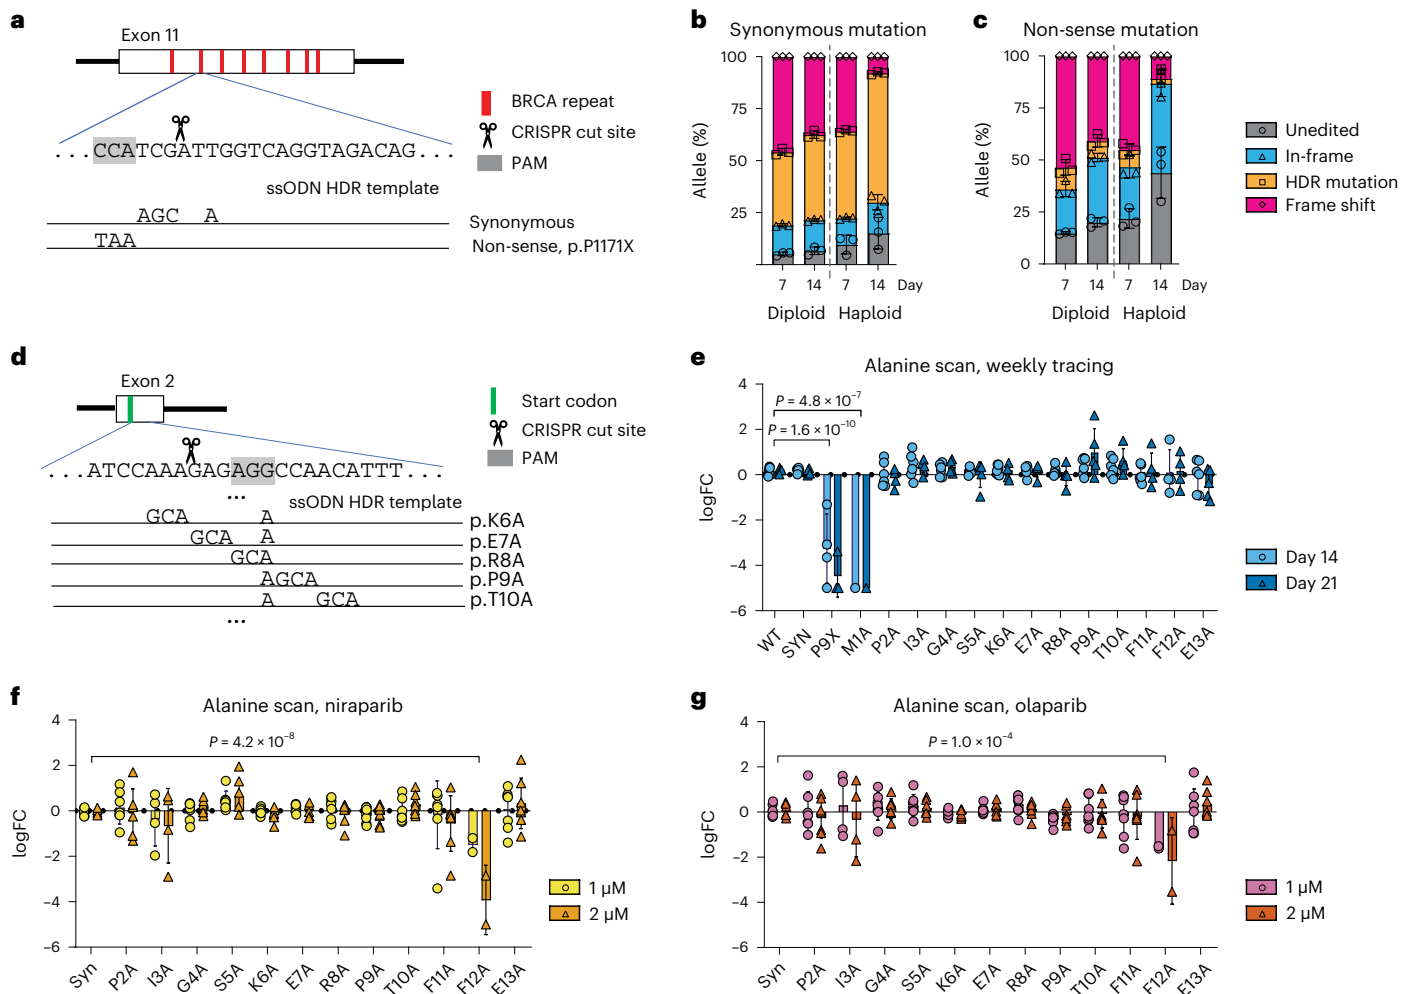 a
Exon 11
BRCA repeat
CRISPR cut site
PAM
...CCATCGATTGGTCAGGTAGACAG...
ssODN HDR template
AGC A
Synonymous
TAA
Non-sense, p.P1171X
b
Synonymous mutation
Allele (%)
100
75
50
25
7 14 7 14 Day
Diploid Haploid
c
Non-sense mutation
Allele (%)
100
75
50
25
0
7 14 7 14 Day
Diploid Haploid
Unedited
In-frame
HDR mutation
Frame shift
d
Exon 2
Start codon
CRISPR cut site
PAM
...ATCCAAAGAGAGGCCAACATTT...
...
ssODN HDR template
GCA A p.K6A
GCA A p.E7A
GCA p.R8A
AGCA p.P9A
A GCA p.T10A
...
e
Alanine scan, weekly tracing
logFC
4
2
0
−2
−4
−6
P = 4.8 × 10⁻⁷
P = 1.6 × 10⁻¹⁰
WT SYN P9X M1A P2A I3A G4A S5A K6A E7A R8A P9A T10A F11A F12A E13A
Day 14
Day 21
f
Alanine scan, niraparib
logFC
4
2
0
−2
−4
−6
P = 4.2 × 10⁻⁸
Syn P2A I3A G4A S5A K6A E7A R8A P9A T10A F11A F12A E13A
1 µM
2 µM
g
Alanine scan, olaparib
logFC
4
2
0
−2
−4
−6
P = 1.0 × 10⁻⁴
Syn P2A I3A G4A S5A K6A E7A R8A P9A T10A F11A F12A E13A
1 µM
2 µM